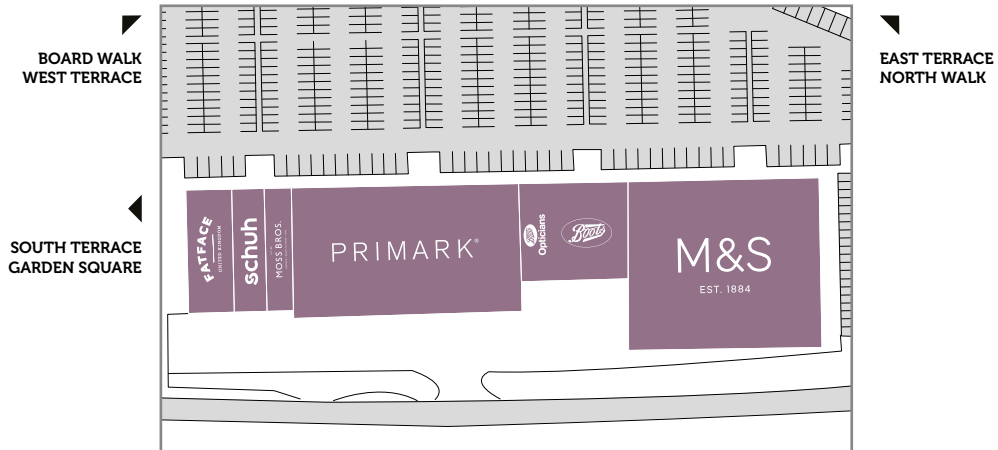 BOARD WALK
WEST TERRACE
EAST TERRACE
NORTH WALK
SOUTH TERRACE
GARDEN SQUARE
FATFACE
UNITED KINGDOM
schuh
MOSS BROS.
PRIMARK®
Boots
Opticians
Boots
M&S
EST. 1884